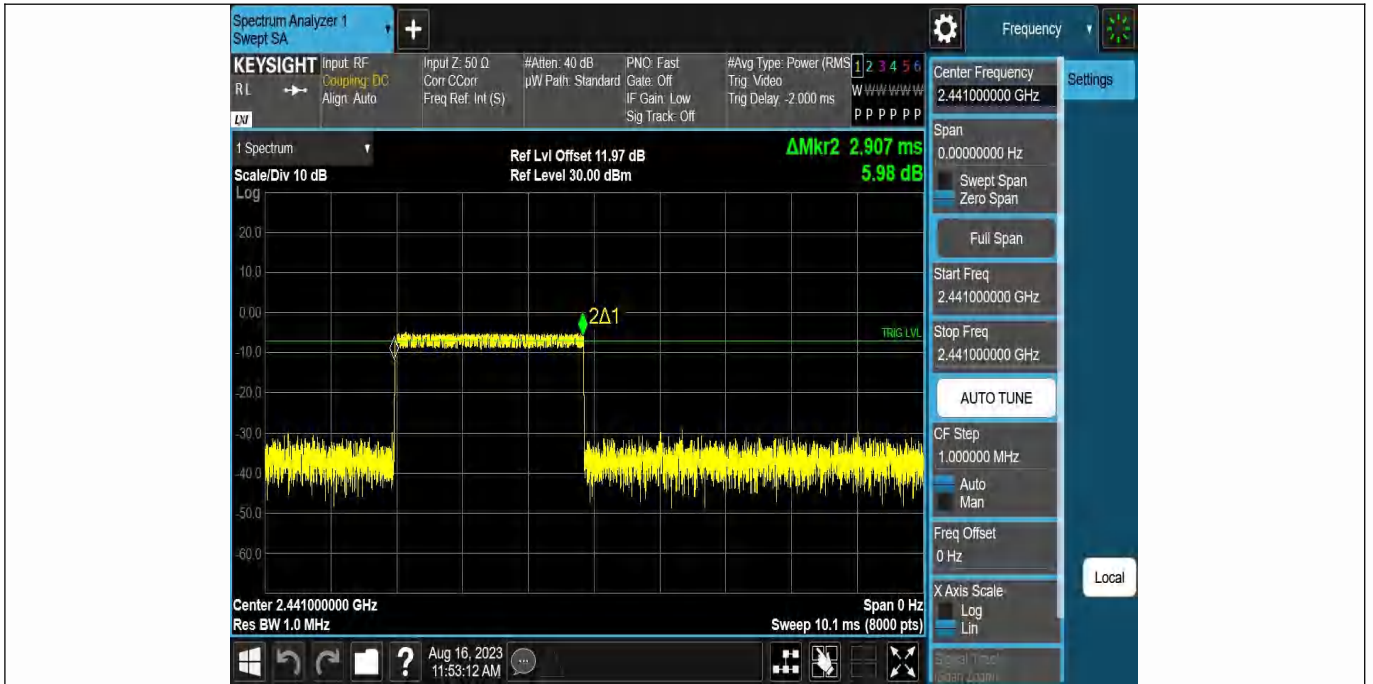 Spectrum Analyzer 1
Swept SA
+
Frequency
KEYSIGHT
Input: RF
Coupling: DC
Align: Auto
Input Z: 50 Ω
Corr CCorr
Freq Ref: Int (S)
#Atten: 40 dB
µW Path: Standard
PNO: Fast
Gate: Off
IF Gain: Low
Sig Track: Off
#Avg Type: Power (RMS
Trig: Video
Trig Delay: -2.000 ms
1 2 3 4 5 6
W W W W W W
P P P P P P
R L
LXI
1 Spectrum
Scale/Div 10 dB
Log
Ref Lvl Offset 11.97 dB
Ref Level 30.00 dBm
ΔMkr2 2.907 ms
5.98 dB
20.0
10.0
0.00
-10.0
-20.0
-30.0
-40.0
-50.0
-60.0
2Δ1
TRIG LVL
Center 2.441000000 GHz
Res BW 1.0 MHz
Span 0 Hz
Sweep 10.1 ms (8000 pts)
Center Frequency
2.441000000 GHz
Settings
Span
0.00000000 Hz
Swept Span
Zero Span
Full Span
Start Freq
2.441000000 GHz
Stop Freq
2.441000000 GHz
AUTO TUNE
CF Step
1.000000 MHz
Auto
Man
Freq Offset
0 Hz
X Axis Scale
Log
Lin
Signal Track
(Span Zoom)
Local
?
Aug 16, 2023
11:53:12 AM